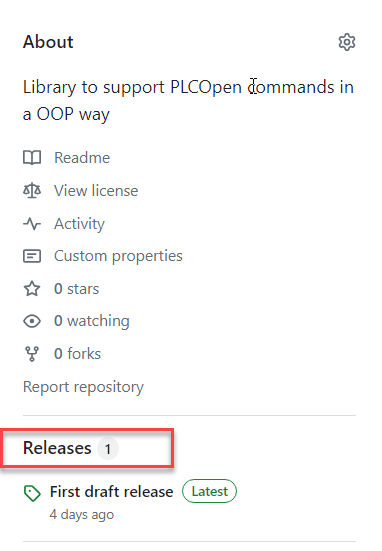 About
Library to support PLCOpen commands in
a OOP way
Readme
View license
Activity
Custom properties
0 stars
0 watching
0 forks
Report repository
Releases 1
First draft release Latest
4 days ago